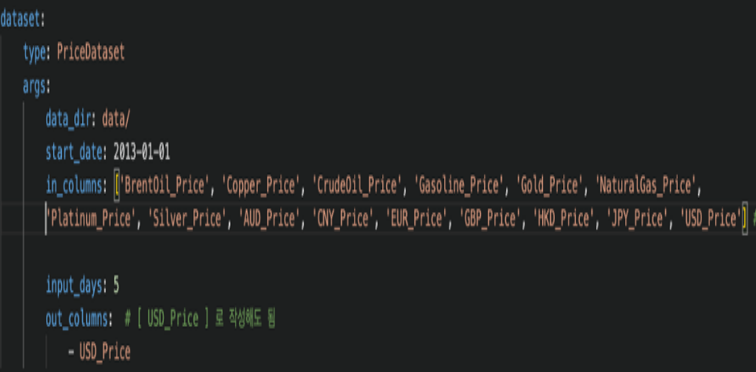 dataset:
type: PriceDataset
args:
data_dir: data/
start_date: 2013-01-01
in_columns: ['BrentOil_Price', 'Copper_Price', 'CrudeOil_Price', 'Gasoline_Price', 'Gold_Price', 'NaturalGas_Price',
'Platinum_Price', 'Silver_Price', 'AUD_Price', 'CNY_Price', 'EUR_Price', 'GBP_Price', 'HKD_Price', 'JPY_Price', 'USD_Price'] #
input_days: 5
out_columns: # [ USD_Price ] 로 작성해도 됨
- USD_Price